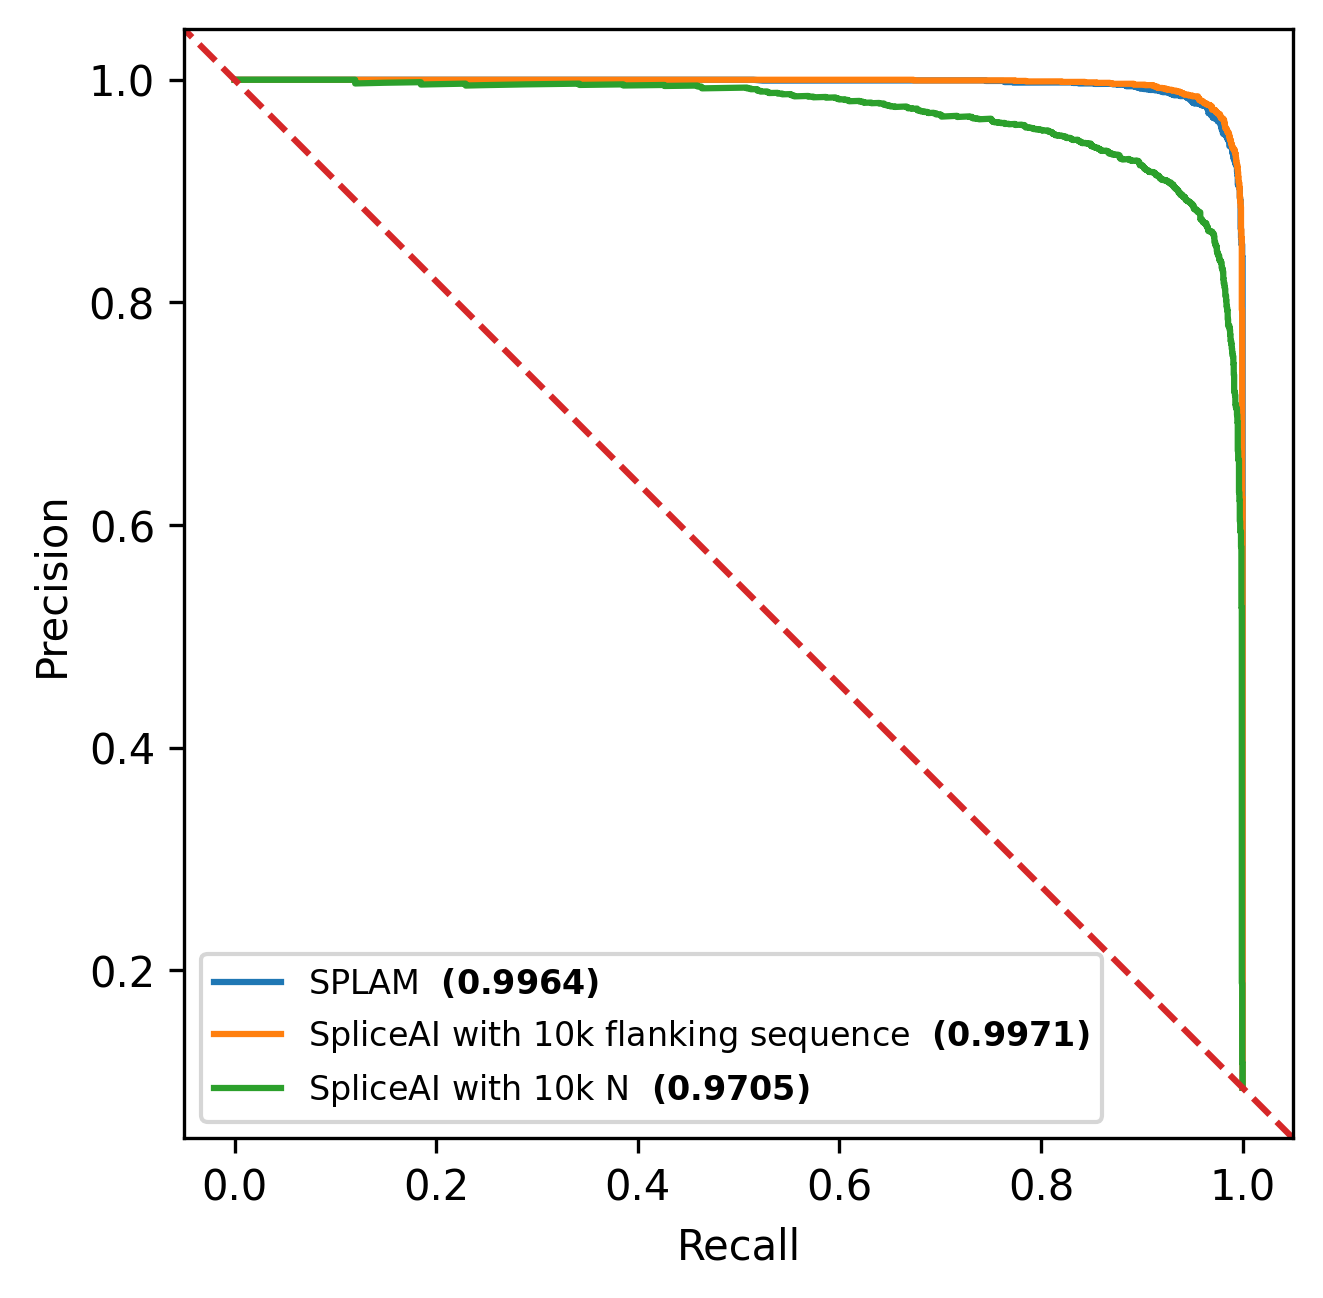 1.0
0.8
0.6
0.4
0.2
Precision
SPLAM (0.9964)
SpliceAI with 10k flanking sequence (0.9971)
SpliceAI with 10k N (0.9705)
0.0 0.2 0.4 0.6 0.8 1.0
Recall